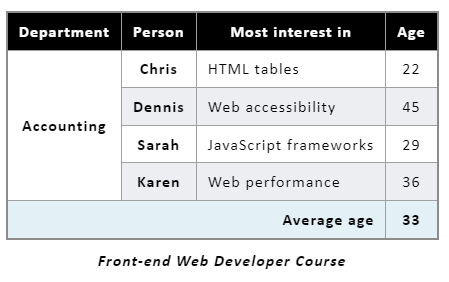 Department Person Most interest in Age
Chris HTML tables 22
Dennis Web accessibility 45
Accounting
Sarah JavaScript frameworks 29
Karen Web performance 36
Average age 33
Front-end Web Developer Course